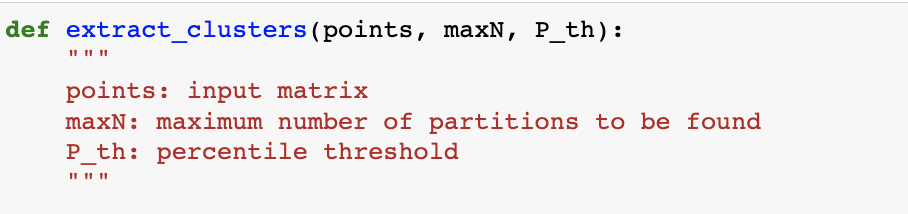 def extract_clusters(points, maxN, P_th):
"""
points: input matrix
maxN: maximum number of partitions to be found
P_th: percentile threshold
"""